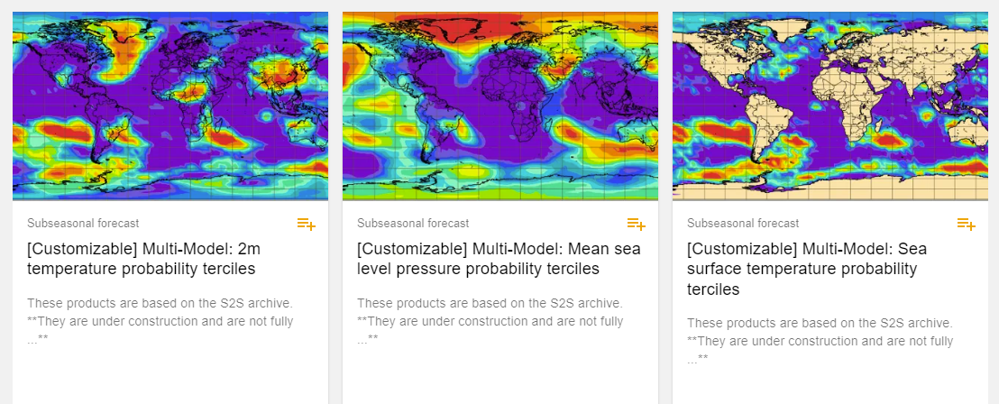 Subseasonal forecast
[Customizable] Multi-Model: 2m
temperature probability terciles
These products are based on the S2S archive.
**They are under construction and are not fully
...**
Subseasonal forecast
[Customizable] Multi-Model: Mean sea
level pressure probability terciles
These products are based on the S2S archive.
**They are under construction and are not fully
...**
Subseasonal forecast
[Customizable] Multi-Model: Sea
surface temperature probability
terciles
These products are based on the S2S archive.
**They are under construction and are not fully
...**